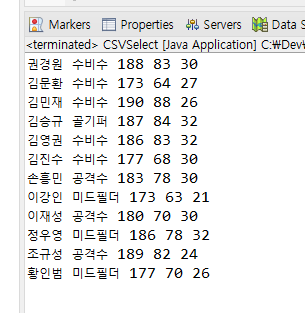 Markers Properties Servers Data S
<terminated> CSVSelect [Java Application] C:\Dev\
권경원 수비수 188 83 30
김문환 수비수 173 64 27
김민재 수비수 190 88 26
김승규 골키퍼 187 84 32
김영권 수비수 186 83 32
김진수 수비수 177 68 30
손흥민 공격수 183 78 30
이강인 미드필더 173 63 21
이재성 공격수 180 70 30
정우영 미드필더 186 78 32
조규성 공격수 189 82 24
황인범 미드필더 177 70 26